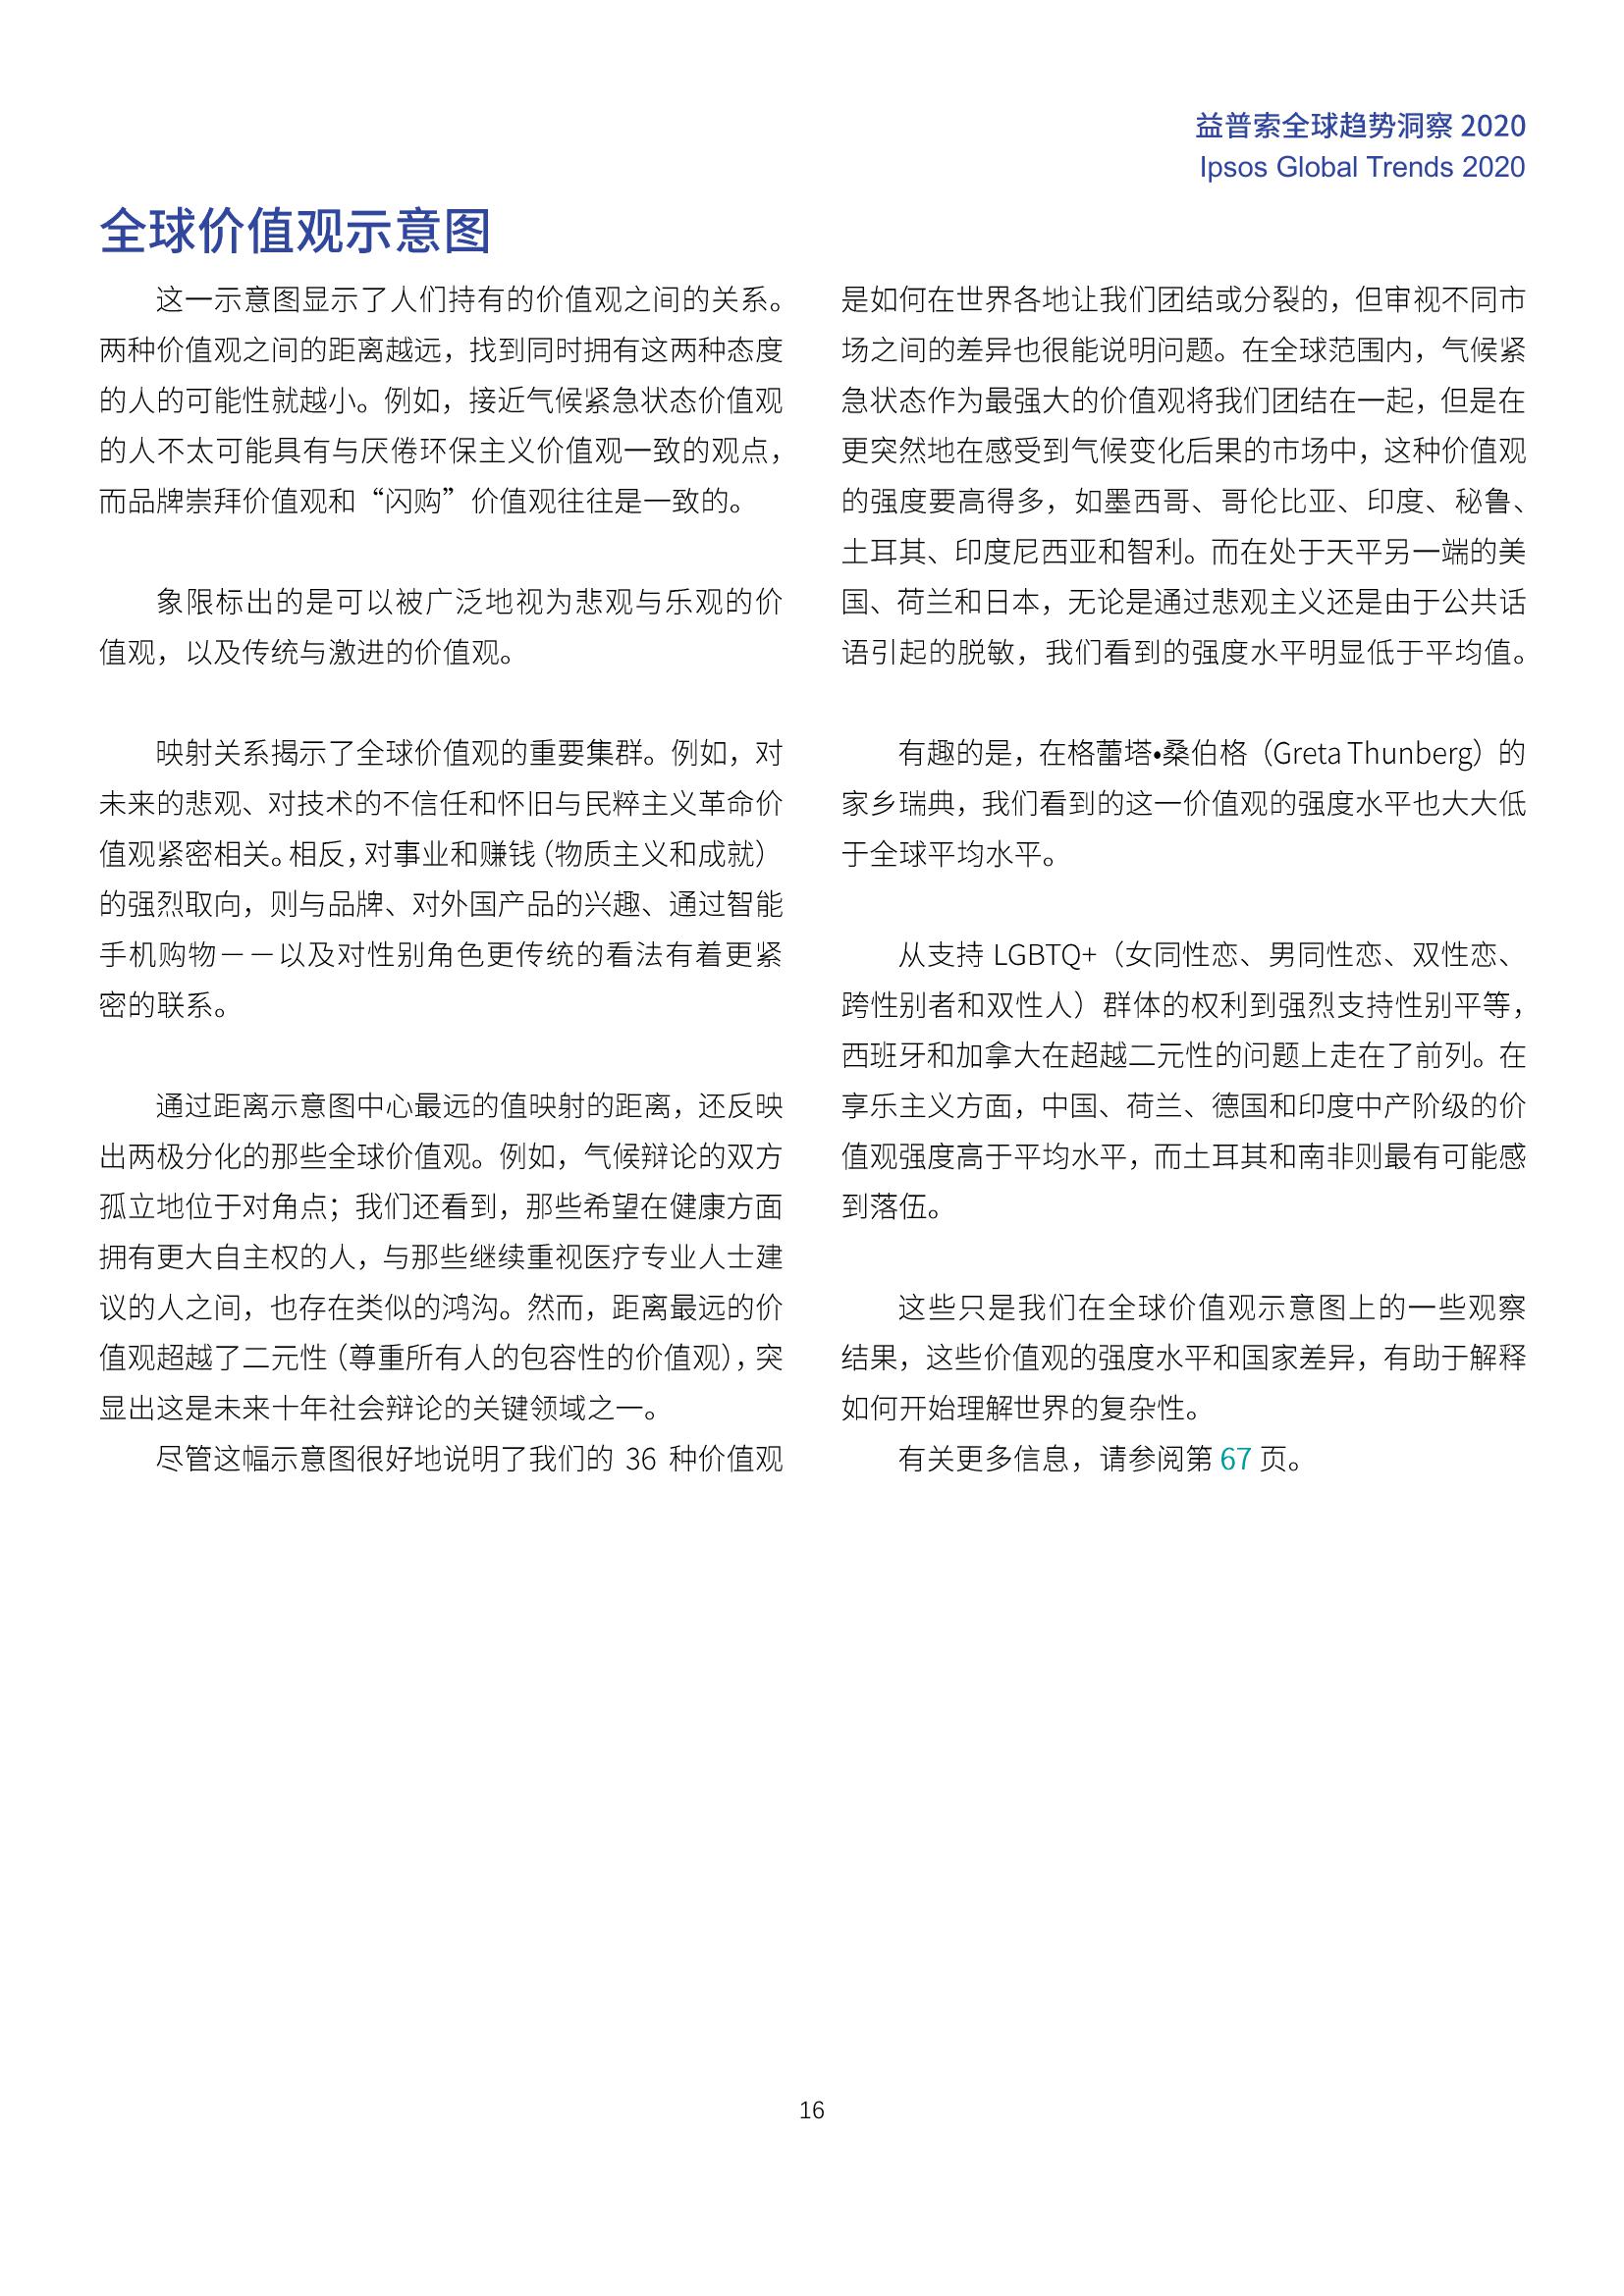 益普索全球趋势洞察 2020
Ipsos Global Trends 2020
全球价值观示意图
这一示意图显示了人们持有的价值观之间的关系。
两种价值观之间的距离越远，找到同时拥有这两种态度
的人的可能性就越小。例如，接近气候紧急状态价值观
的人不太可能具有与厌倦环保主义价值观一致的观点，
而品牌崇拜价值观和“闪购”价值观往往是一致的。
象限标出的是可以被广泛地视为悲观与乐观的价
值观，以及传统与激进的价值观。
映射关系揭示了全球价值观的重要集群。例如，对
未来的悲观、对技术的不信任和怀旧与民粹主义革命价
值观紧密相关。相反，对事业和赚钱（物质主义和成就）
的强烈取向，则与品牌、对外国产品的兴趣、通过智能
手机购物－－以及对性别角色更传统的看法有着更紧
密的联系。
通过距离示意图中心最远的值映射的距离，还反映
出两极分化的那些全球价值观。例如，气候辩论的双方
孤立地位于对角点；我们还看到，那些希望在健康方面
拥有更大自主权的人，与那些继续重视医疗专业人士建
议的人之间，也存在类似的鸿沟。然而，距离最远的价
值观超越了二元性（尊重所有人的包容性的价值观），突
显出这是未来十年社会辩论的关键领域之一。
尽管这幅示意图很好地说明了我们的 36 种价值观
是如何在世界各地让我们团结或分裂的，但审视不同市
场之间的差异也很能说明问题。在全球范围内，气候紧
急状态作为最强大的价值观将我们团结在一起，但是在
更突然地在感受到气候变化后果的市场中，这种价值观
的强度要高得多，如墨西哥、哥伦比亚、印度、秘鲁、
土耳其、印度尼西亚和智利。而在处于天平另一端的美
国、荷兰和日本，无论是通过悲观主义还是由于公共话
语引起的脱敏，我们看到的强度水平明显低于平均值。
有趣的是，在格蕾塔•桑伯格（Greta Thunberg）的
家乡瑞典，我们看到的这一价值观的强度水平也大大低
于全球平均水平。
从支持 LGBTQ+（女同性恋、男同性恋、双性恋、
跨性别者和双性人）群体的权利到强烈支持性别平等，
西班牙和加拿大在超越二元性的问题上走在了前列。在
享乐主义方面，中国、荷兰、德国和印度中产阶级的价
值观强度高于平均水平，而土耳其和南非则最有可能感
到落伍。
这些只是我们在全球价值观示意图上的一些观察
结果，这些价值观的强度水平和国家差异，有助于解释
如何开始理解世界的复杂性。
有关更多信息，请参阅第 67 页。
16